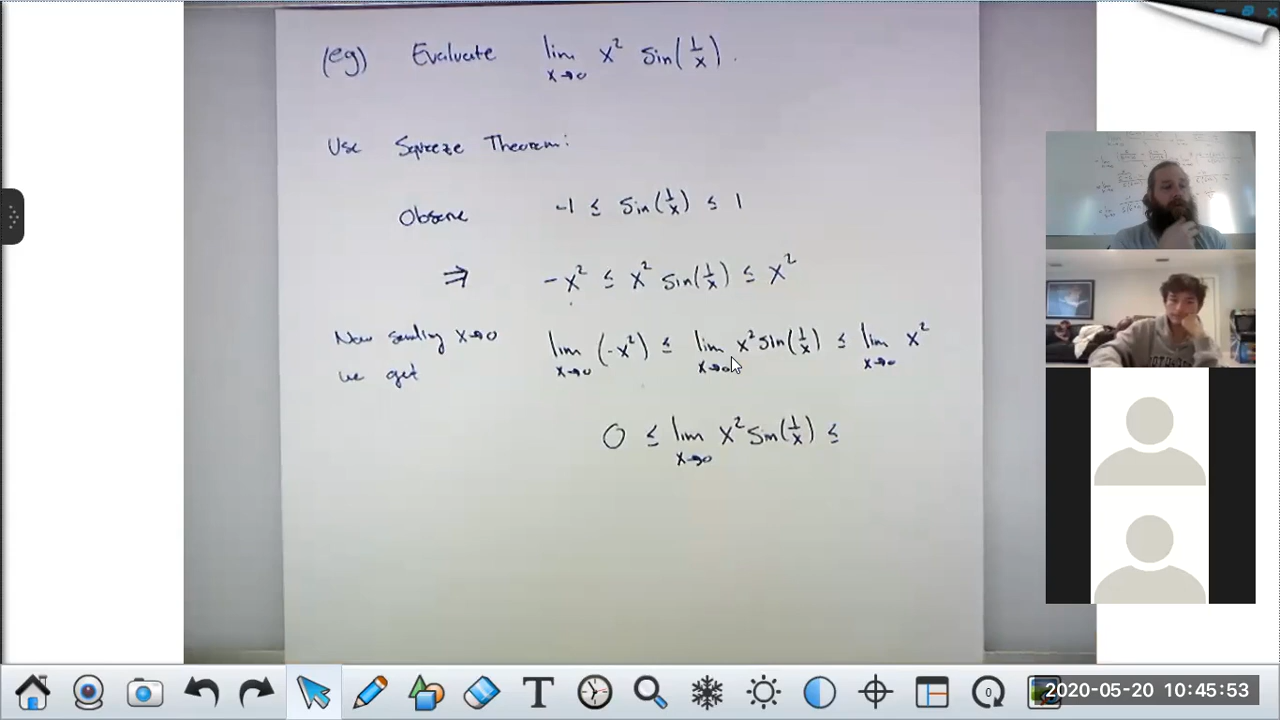 (eg) Evaluate lim x→0 x² sin(1/x).
Use Squeeze Theorem:
Observe -1 ≤ sin(1/x) ≤ 1
⇒ -x² ≤ x² sin(1/x) ≤ x²
Now sending x→0 lim x→0 (-x²) ≤ lim x→0 x² sin(1/x) ≤ lim x→0 x²
we get
0 ≤ lim x→0 x² sin(1/x) ≤
T
0
2020-05-20 10:45:53